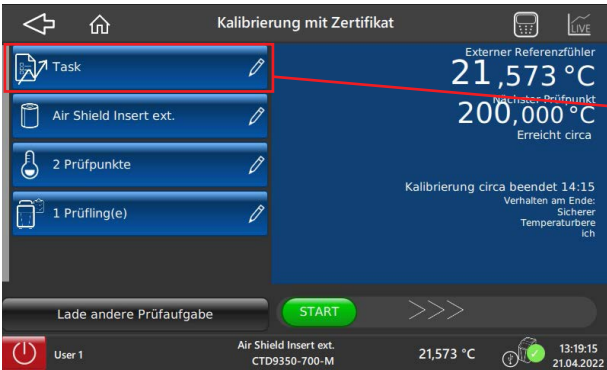 Kalibrierung mit Zertifikat
LIVE
Task
Air Shield Insert ext.
2 Prüfpunkte
1 Prüfling(e)
Lade andere Prüfaufgabe
Externer Referenzfühler
21,573 °C
Nächster Prüfpunkt
200,000 °C
Erreicht circa
Kalibrierung circa beendet 14:15
Verhalten am Ende:
Sicherer
Temperaturbere
ich
START
User 1
Air Shield Insert ext.
CTD9350-700-M
21,573 °C
13:19:15
21.04.2022